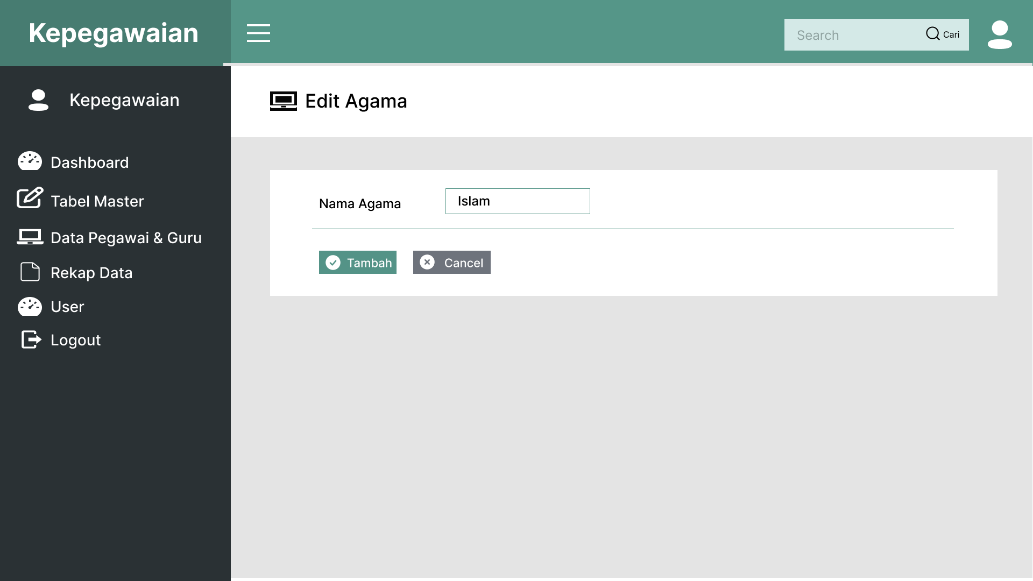 Kepegawaian
Search
Cari
Kepegawaian
Dashboard
Tabel Master
Data Pegawai & Guru
Rekap Data
User
Logout
Edit Agama
Nama Agama
Islam
Tambah
Cancel